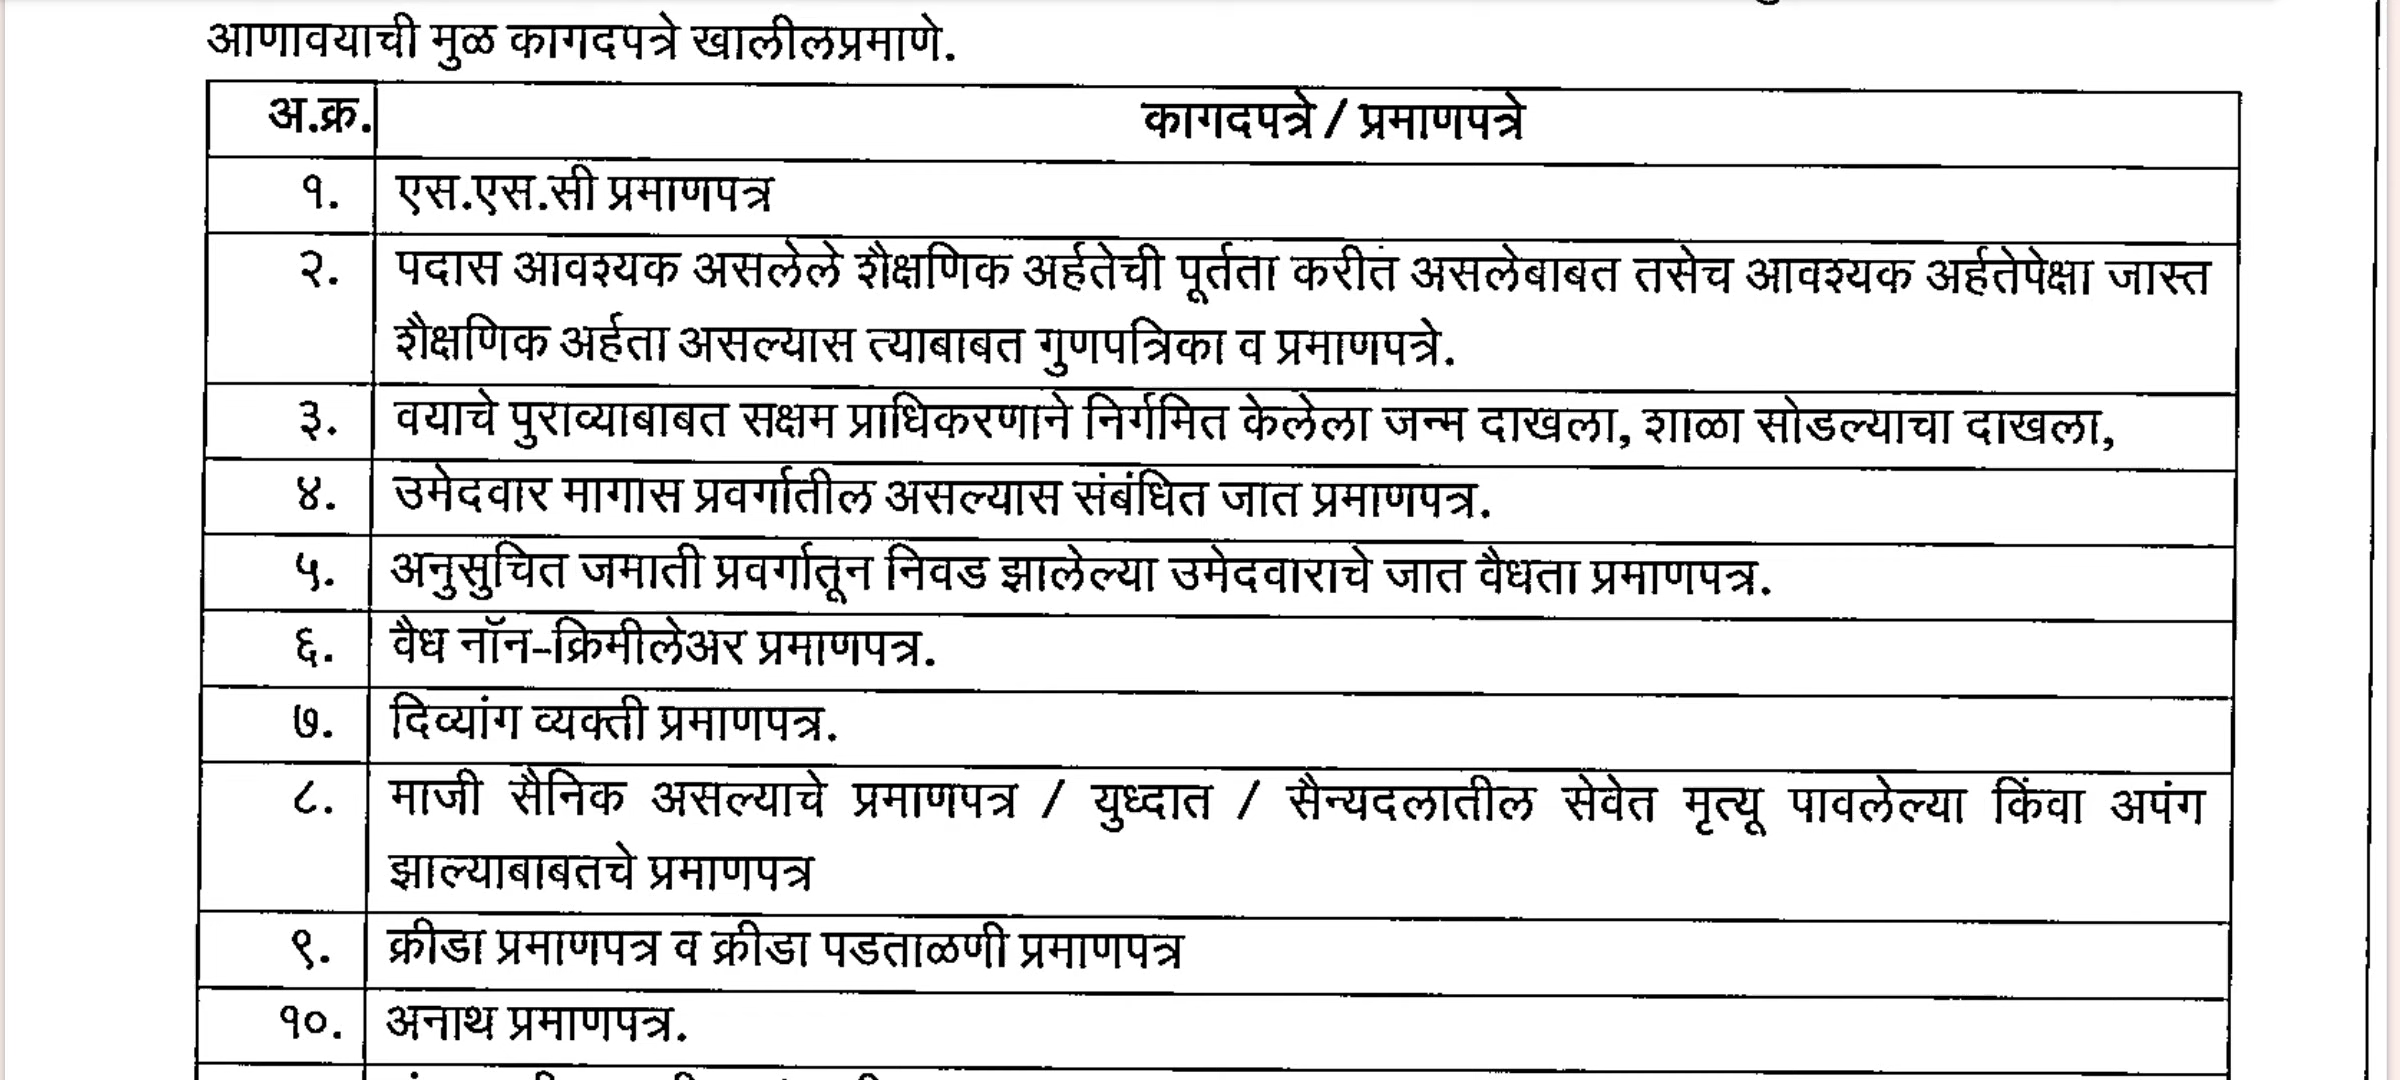 आणावयाची मुळ कागदपत्रे खालीलप्रमाणे.
अ.क्र. कागदपत्रे / प्रमाणपत्रे
१. एस.एस.सी प्रमाणपत्र
२. पदास आवश्यक असलेले शैक्षणिक अर्हतेची पूर्तता करीत असलेबाबत तसेच आवश्यक अर्हतेपेक्षा जास्त
शैक्षणिक अर्हता असल्यास त्याबाबत गुणपत्रिका व प्रमाणपत्रे.
३. वयाचे पुराव्याबाबत सक्षम प्राधिकरणाने निर्गमित केलेला जन्म दाखला, शाळा सोडल्याचा दाखला,
४. उमेदवार मागास प्रवर्गातील असल्यास संबंधित जात प्रमाणपत्र.
५. अनुसुचित जमाती प्रवर्गातून निवड झालेल्या उमेदवाराचे जात वैधता प्रमाणपत्र.
६. वैध नॉन-क्रिमीलेअर प्रमाणपत्र.
७. दिव्यांग व्यक्ती प्रमाणपत्र.
८. माजी सैनिक असल्याचे प्रमाणपत्र / युध्दात / सैन्यदलातील सेवेत मृत्यू पावलेल्या किंवा अपंग
झाल्याबाबतचे प्रमाणपत्र
९. क्रीडा प्रमाणपत्र व क्रीडा पडताळणी प्रमाणपत्र
१०. अनाथ प्रमाणपत्र.